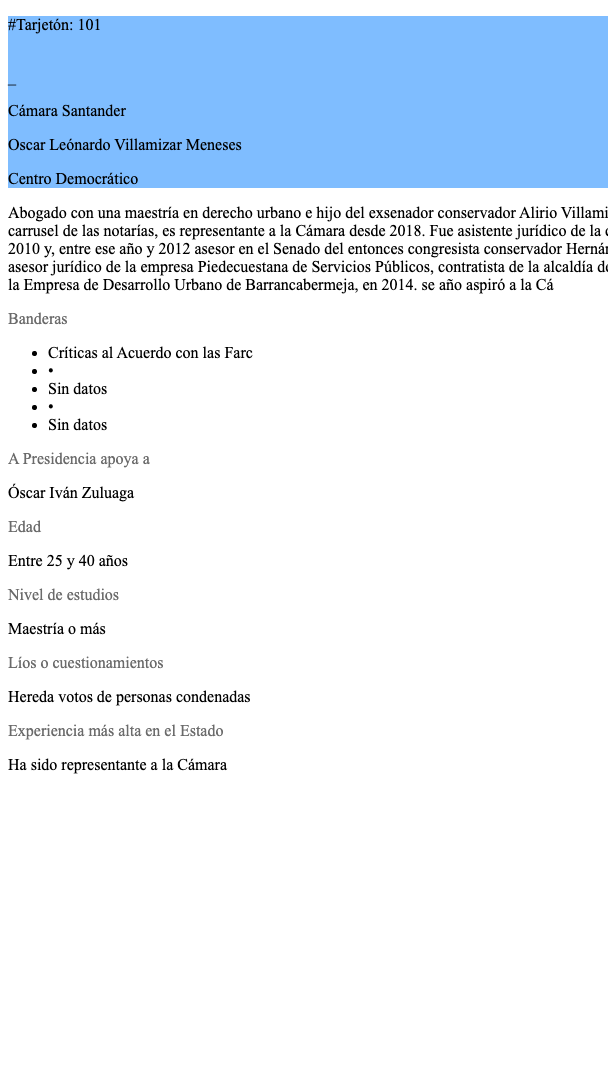 #Tarjetón: 101
_
Cámara Santander
Oscar Leónardo Villamizar Meneses
Centro Democrático
Abogado con una maestría en derecho urbano e hijo del exsenador conservador Alirio Villami
carrusel de las notarías, es representante a la Cámara desde 2018. Fue asistente jurídico de la
2010 y, entre ese año y 2012 asesor en el Senado del entonces congresista conservador Hernán
asesor jurídico de la empresa Piedecuestana de Servicios Públicos, contratista de la alcaldía de
la Empresa de Desarrollo Urbano de Barrancabermeja, en 2014. se año aspiró a la Cá
Banderas
• Críticas al Acuerdo con las Farc
• •
• Sin datos
• •
• Sin datos
A Presidencia apoya a
Óscar Iván Zuluaga
Edad
Entre 25 y 40 años
Nivel de estudios
Maestría o más
Líos o cuestionamientos
Hereda votos de personas condenadas
Experiencia más alta en el Estado
Ha sido representante a la Cámara